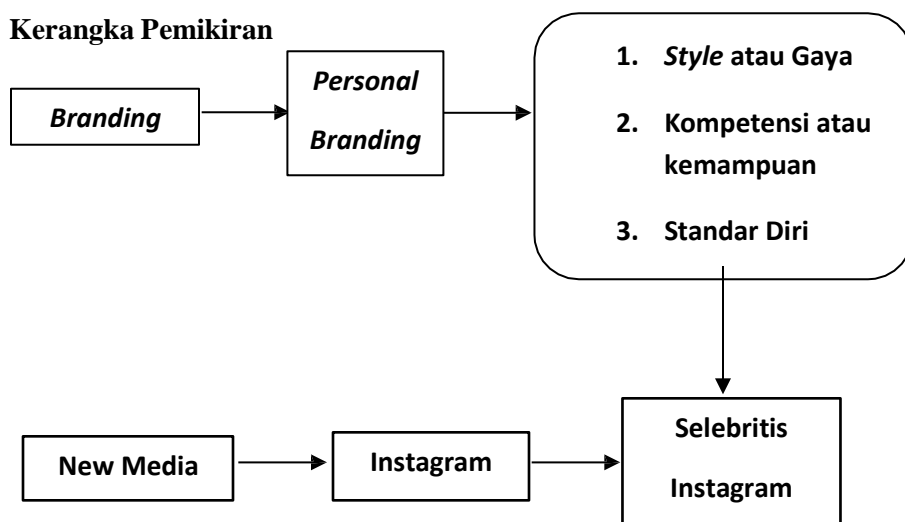 Kerangka Pemikiran
Branding
Personal
Branding
1. Style atau Gaya
2. Kompetensi atau
kemampuan
3. Standar Diri
New Media
Instagram
Selebritis
Instagram